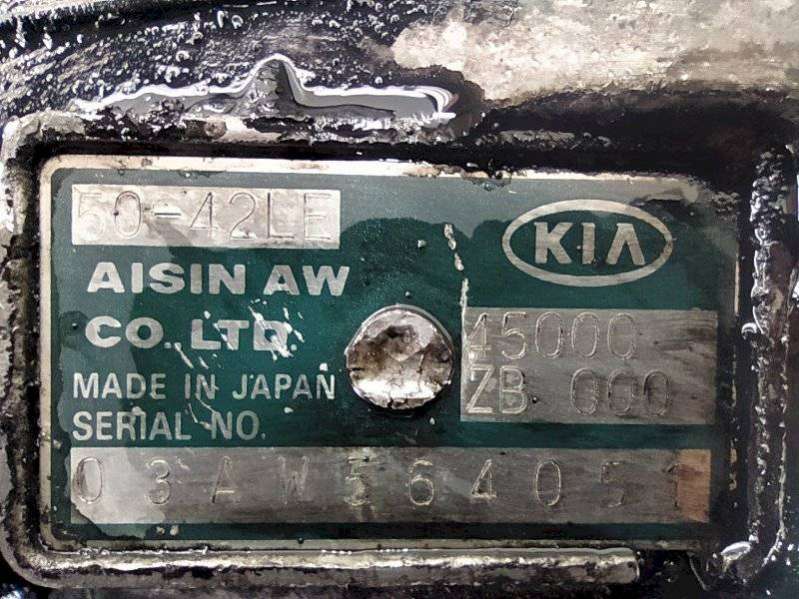 50-42LE
KIA
AISIN AW
CO., LTD.
45000
ZB 000
MADE IN JAPAN
SERIAL NO.
03AW564051